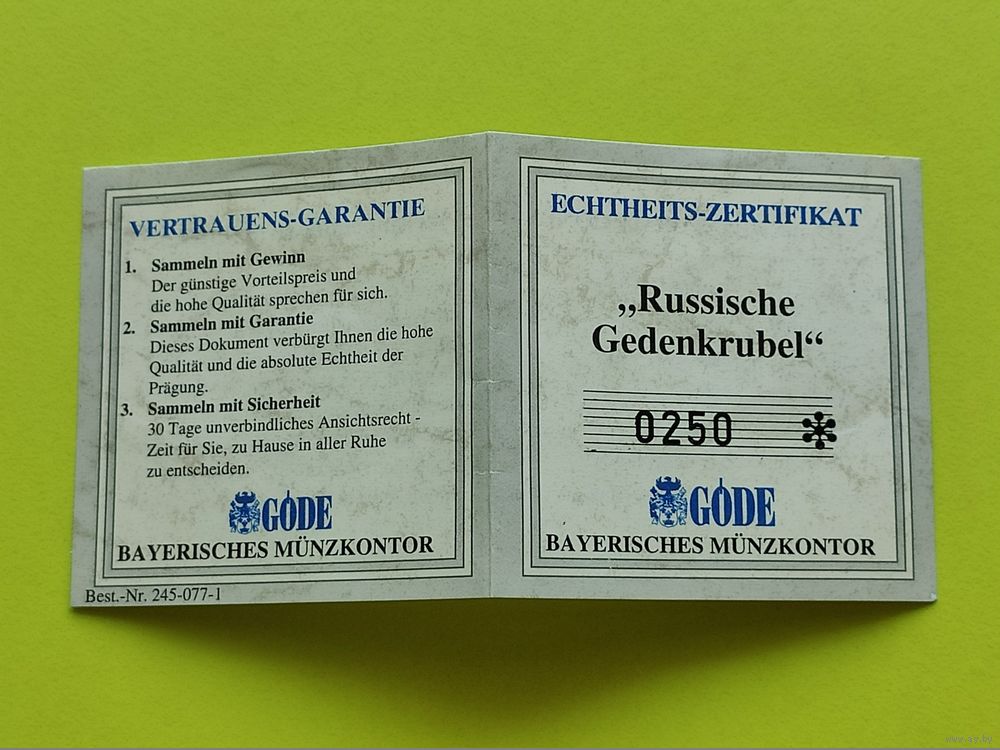 VERTRAUENS-GARANTIE
1. Sammeln mit Gewinn
Der günstige Vorteilspreis und
die hohe Qualität sprechen für sich.
2. Sammeln mit Garantie
Dieses Dokument verbürgt Ihnen die hohe
Qualität und die absolute Echtheit der
Prägung.
3. Sammeln mit Sicherheit
30 Tage unverbindliches Ansichtsrecht -
Zeit für Sie, zu Hause in aller Ruhe
zu entscheiden.
GÖDE
BAYERISCHES MÜNZKONTOR
Best.-Nr. 245-077-1
ECHTHEITS-ZERTIFIKAT
„Russische
Gedenkrubel“
0250
GÖDE
BAYERISCHES MÜNZKONTOR
www.av.by